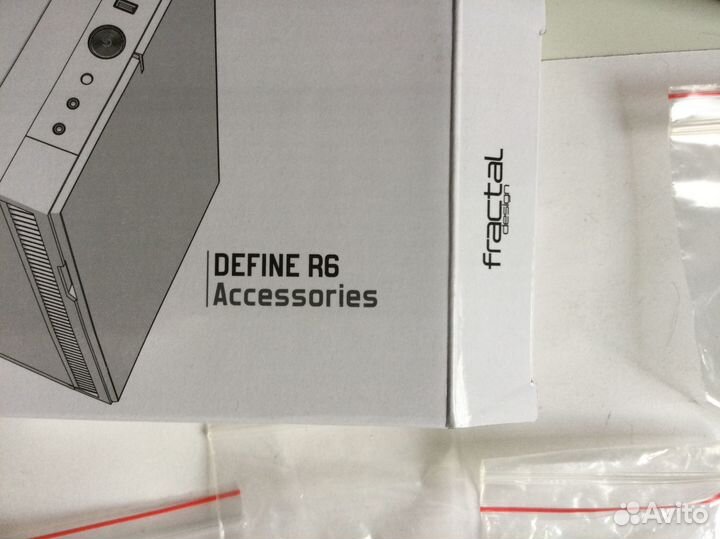 DEFINE R6
Accessories
fractal
design
Avito